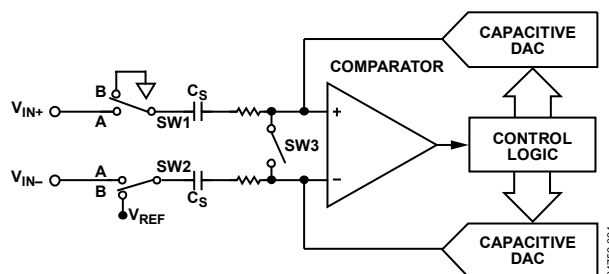 CAPACITIVE
DAC
COMPARATOR
B
CS
VIN+
A
SW1
+
SW3
CONTROL
LOGIC
VIN–
A
SW2
–
B
CS
VREF
CAPACITIVE
DAC